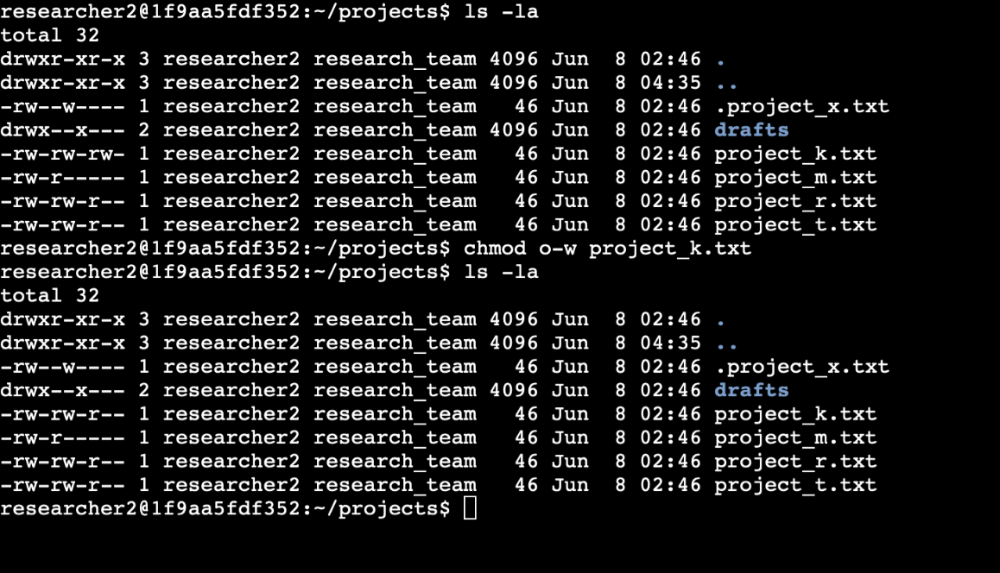 researcher2@1f9aa5fdf352:~/projects$ ls -la
total 32
drwxr-xr-x 3 researcher2 research_team 4096 Jun  8 02:46 .
drwxr-xr-x 3 researcher2 research_team 4096 Jun  8 04:35 ..
-rw--w---- 1 researcher2 research_team   46 Jun  8 02:46 .project_x.txt
drwx--x--- 2 researcher2 research_team 4096 Jun  8 02:46 drafts
-rw-rw-rw- 1 researcher2 research_team   46 Jun  8 02:46 project_k.txt
-rw-r----- 1 researcher2 research_team   46 Jun  8 02:46 project_m.txt
-rw-rw-r-- 1 researcher2 research_team   46 Jun  8 02:46 project_r.txt
-rw-rw-r-- 1 researcher2 research_team   46 Jun  8 02:46 project_t.txt
researcher2@1f9aa5fdf352:~/projects$ chmod o-w project_k.txt
researcher2@1f9aa5fdf352:~/projects$ ls -la
total 32
drwxr-xr-x 3 researcher2 research_team 4096 Jun  8 02:46 .
drwxr-xr-x 3 researcher2 research_team 4096 Jun  8 04:35 ..
-rw--w---- 1 researcher2 research_team   46 Jun  8 02:46 .project_x.txt
drwx--x--- 2 researcher2 research_team 4096 Jun  8 02:46 drafts
-rw-rw-r-- 1 researcher2 research_team   46 Jun  8 02:46 project_k.txt
-rw-r----- 1 researcher2 research_team   46 Jun  8 02:46 project_m.txt
-rw-rw-r-- 1 researcher2 research_team   46 Jun  8 02:46 project_r.txt
-rw-rw-r-- 1 researcher2 research_team   46 Jun  8 02:46 project_t.txt
researcher2@1f9aa5fdf352:~/projects$